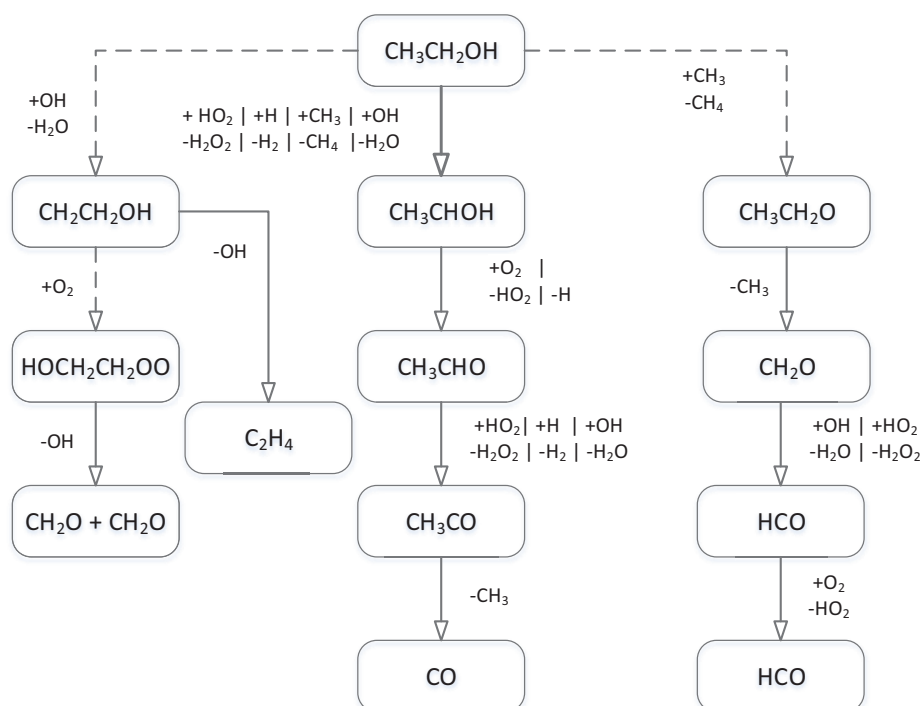 CH₃CH₂OH
+OH
-H₂O
+ HO₂ | +H | +CH₃ | +OH
-H₂O₂ | -H₂ | -CH₄ |-H₂O
+CH₃
-CH₄
CH₂CH₂OH
CH₃CHOH
CH₃CH₂O
-OH
+O₂
+O₂ |
-HO₂ | -H
-CH₃
HOCH₂CH₂OO
CH₃CHO
CH₂O
-OH
C₂H₄
+HO₂| +H | +OH
-H₂O₂ | -H₂ | -H₂O
+OH | +HO₂
-H₂O | -H₂O₂
CH₂O + CH₂O
CH₃CO
HCO
-CH₃
+O₂
-HO₂
CO
HCO